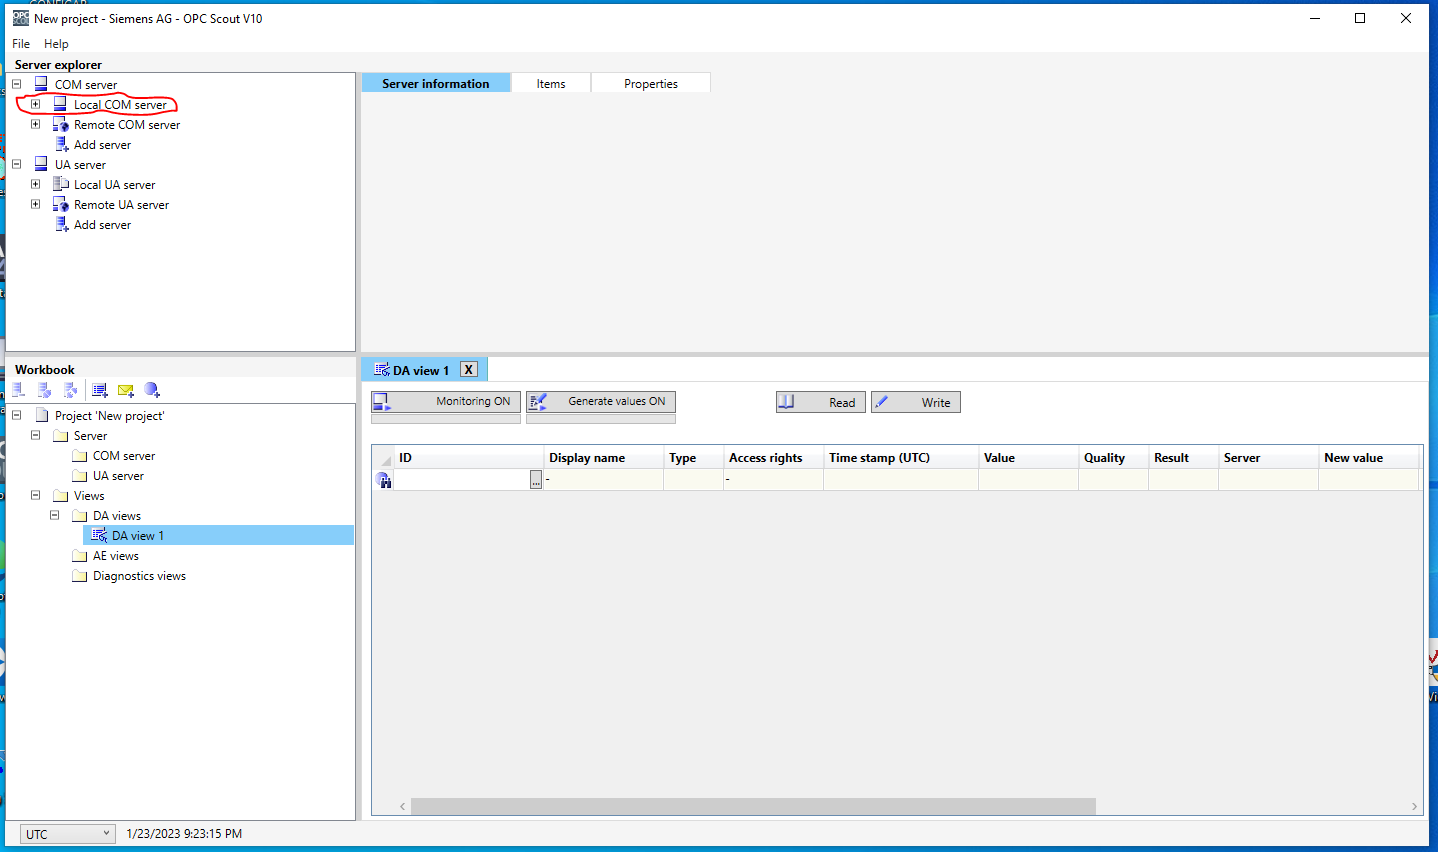 New project - Siemens AG - OPC Scout V10
File Help
Server explorer
COM server
Local COM server
Remote COM server
Add server
UA server
Local UA server
Remote UA server
Add server
Server information Items Properties
Workbook
Project 'New project'
Server
COM server
UA server
Views
DA views
DA view 1
AE views
Diagnostics views
DA view 1 X
Monitoring ON Generate values ON Read Write
ID Display name Type Access rights Time stamp (UTC) Value Quality Result Server New value
... - -
UTC 1/23/2023 9:23:15 PM